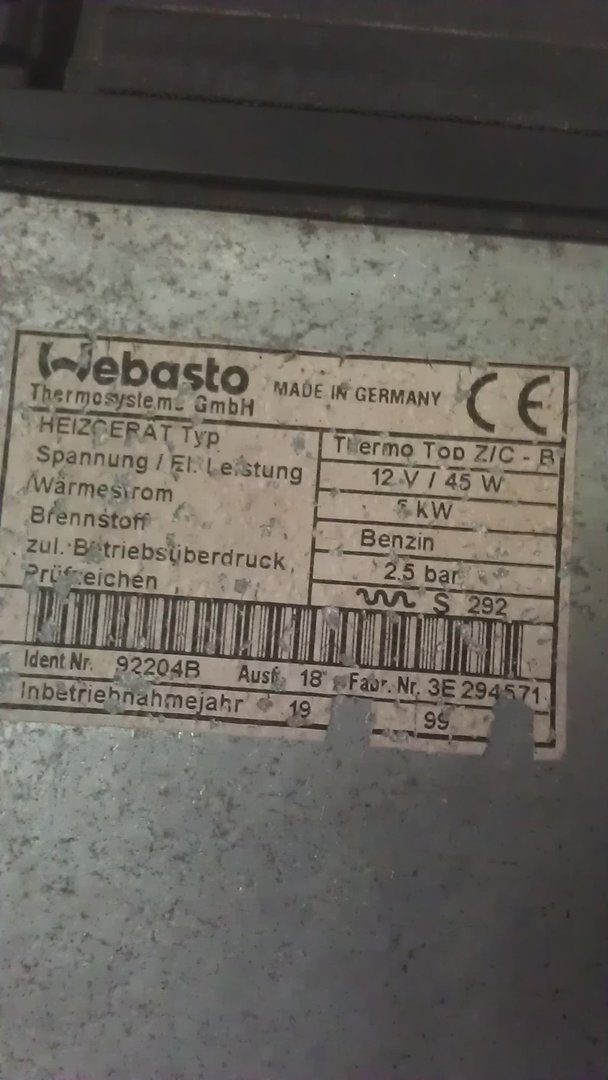 Webasto
Thermosysteme GmbH
MADE IN GERMANY
CE
HEIZGERÄT Typ Thermo Top Z/C - B
Spannung / El. Leistung 12 V / 45 W
Wärmestrom 5 KW
Brennstoff Benzin
zul. Betriebsüberdruck 2,5 bar
Prüfzeichen S 292
Ident Nr. 92204B Ausf. 18 Fabr. Nr. 3E 294571
Inbetriebnahmejahr 19 99